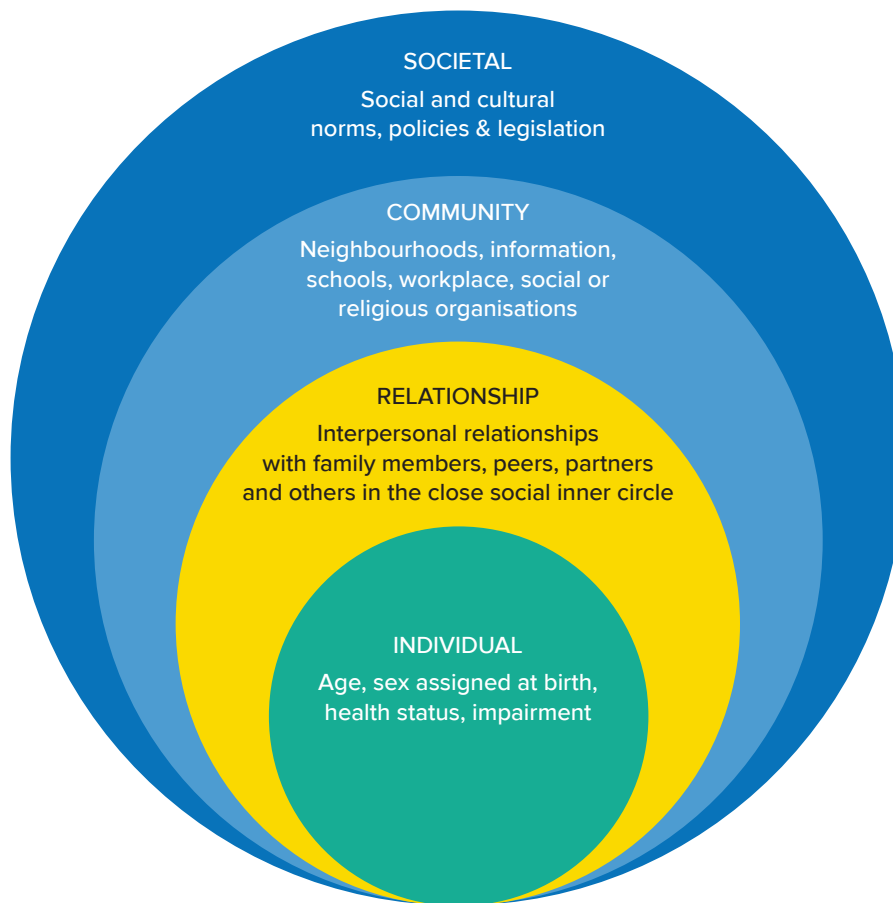 SOCIETAL
Social and cultural
norms, policies & legislation
COMMUNITY
Neighbourhoods, information,
schools, workplace, social or
religious organisations
RELATIONSHIP
Interpersonal relationships
with family members, peers, partners
and others in the close social inner circle
INDIVIDUAL
Age, sex assigned at birth,
health status, impairment